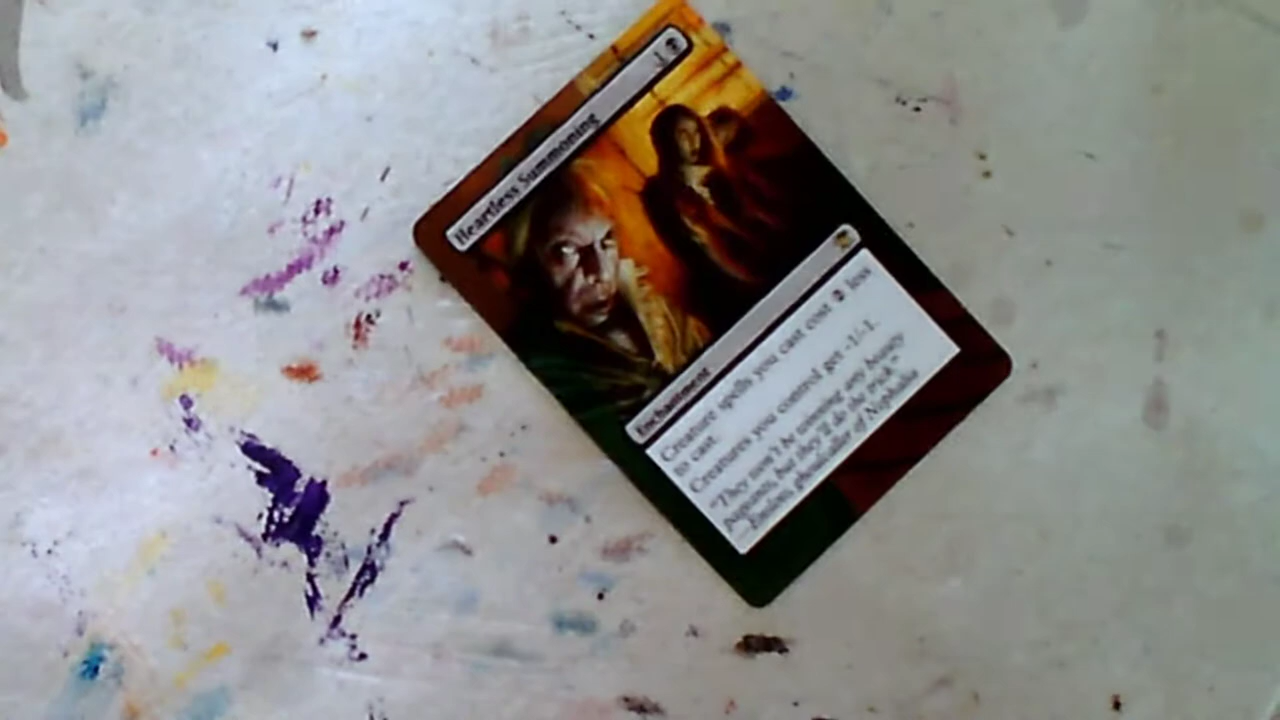 Heartless Summoning 1
Enchantment
Creature spells you cast cost 2 less
to cast.
Creatures you control get -1/-1.
"They won't be winning any beauty
pageants, but they'll do the trick."
ghoulcaller of Nephalia